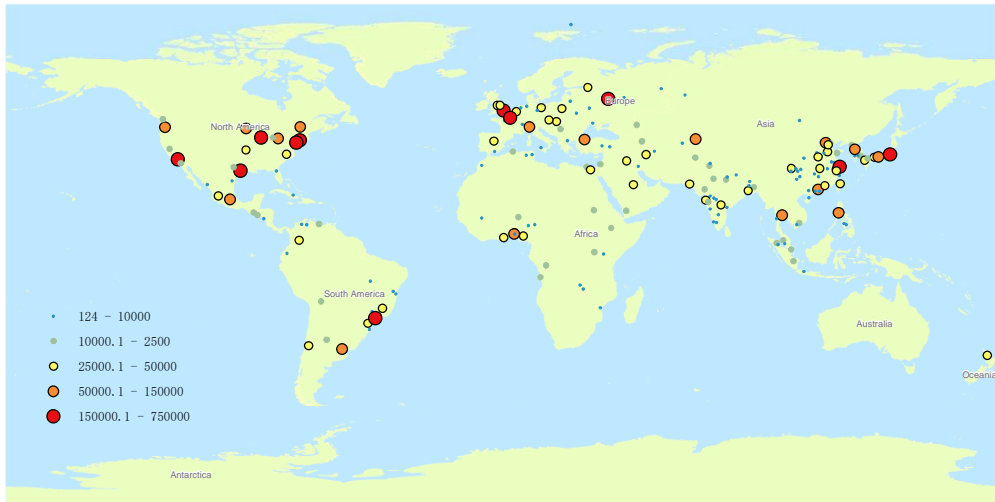 North America
Europe
Asia
Africa
South America
124 - 10000
Australia
10000.1 - 2500
25000.1 - 50000
Oceania
50000.1 - 150000
150000.1 - 750000
Antarctica